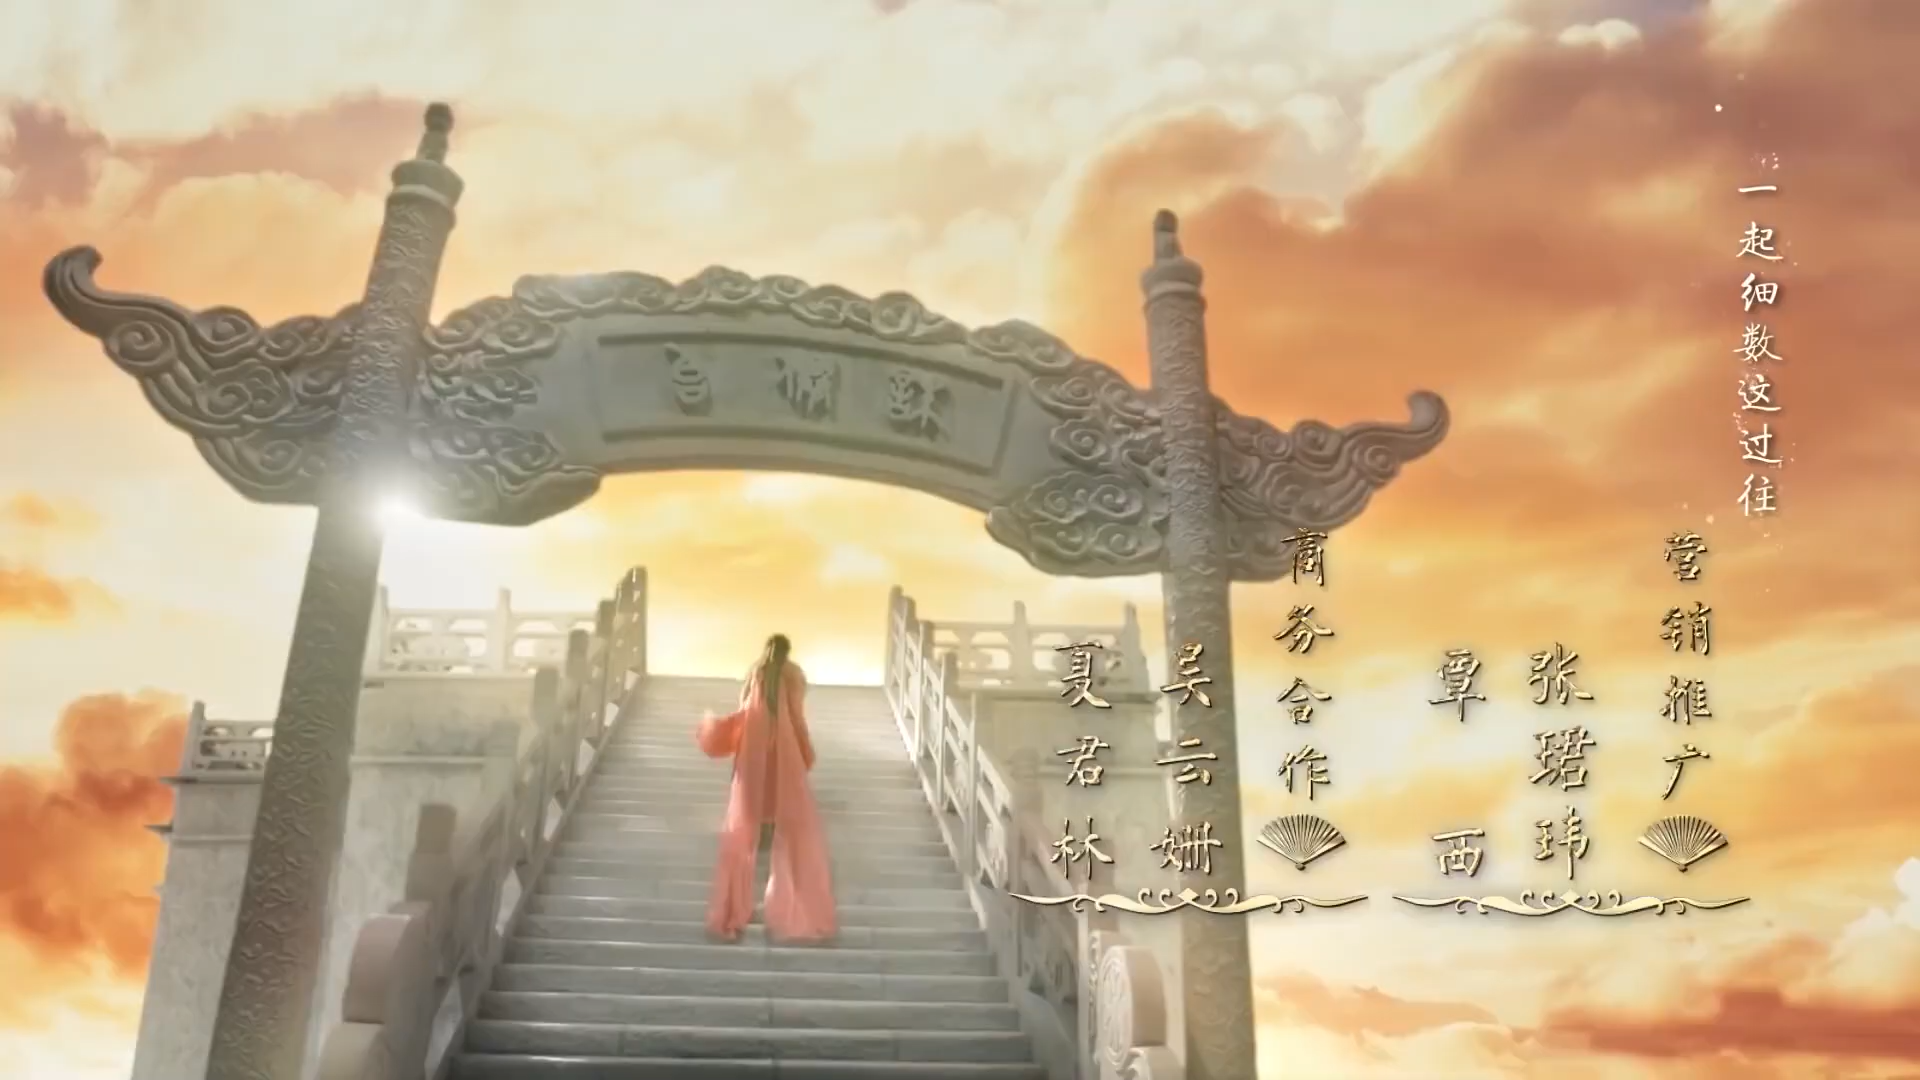 一起细数这过往
营销推广
张珺玮
覃西
商务合作
吴云姗
夏君林